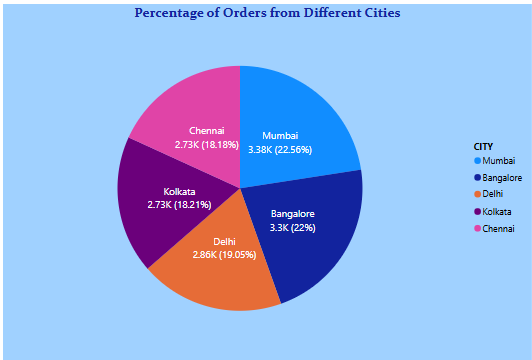 Percentage of Orders from Different Cities
Chennai
2.73K (18.18%)
Mumbai
3.38K (22.56%)
Kolkata
2.73K (18.21%)
Bangalore
3.3K (22%)
Delhi
2.86K (19.05%)
CITY
Mumbai
Bangalore
Delhi
Kolkata
Chennai